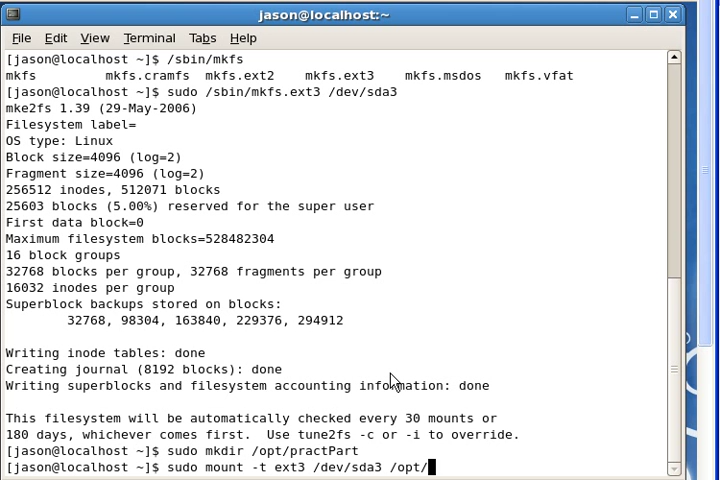 jason@localhost:~
File Edit View Terminal Tabs Help
[jason@localhost ~]$ /sbin/mkfs
mkfs         mkfs.cramfs  mkfs.ext2    mkfs.ext3    mkfs.msdos   mkfs.vfat
[jason@localhost ~]$ sudo /sbin/mkfs.ext3 /dev/sda3
mke2fs 1.39 (29-May-2006)
Filesystem label=
OS type: Linux
Block size=4096 (log=2)
Fragment size=4096 (log=2)
256512 inodes, 512071 blocks
25603 blocks (5.00%) reserved for the super user
First data block=0
Maximum filesystem blocks=528482304
16 block groups
32768 blocks per group, 32768 fragments per group
16032 inodes per group
Superblock backups stored on blocks:
        32768, 98304, 163840, 229376, 294912
Writing inode tables: done
Creating journal (8192 blocks): done
Writing superblocks and filesystem accounting information: done
This filesystem will be automatically checked every 30 mounts or
180 days, whichever comes first.  Use tune2fs -c or -i to override.
[jason@localhost ~]$ sudo mkdir /opt/practPart
[jason@localhost ~]$ sudo mount -t ext3 /dev/sda3 /opt/